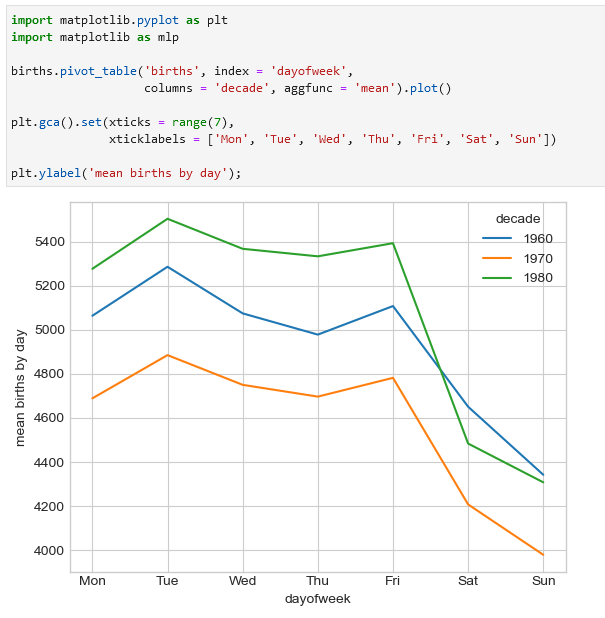 import matplotlib.pyplot as plt
import matplotlib as mlp
births.pivot_table('births', index = 'dayofweek',
columns = 'decade', aggfunc = 'mean').plot()
plt.gca().set(xticks = range(7),
xticklabels = ['Mon', 'Tue', 'Wed', 'Thu', 'Fri', 'Sat', 'Sun'])
plt.ylabel('mean births by day');
decade
1960
1970
1980
mean births by day
5400
5200
5000
4800
4600
4400
4200
4000
Mon Tue Wed Thu Fri Sat Sun
dayofweek